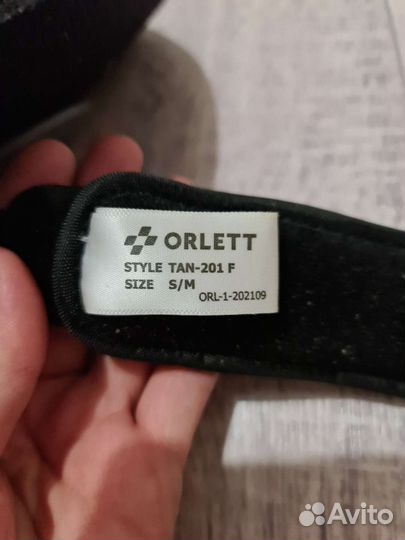 ORLETT
STYLE TAN-201 F
SIZE S/M
ORL-1-202109
Avito